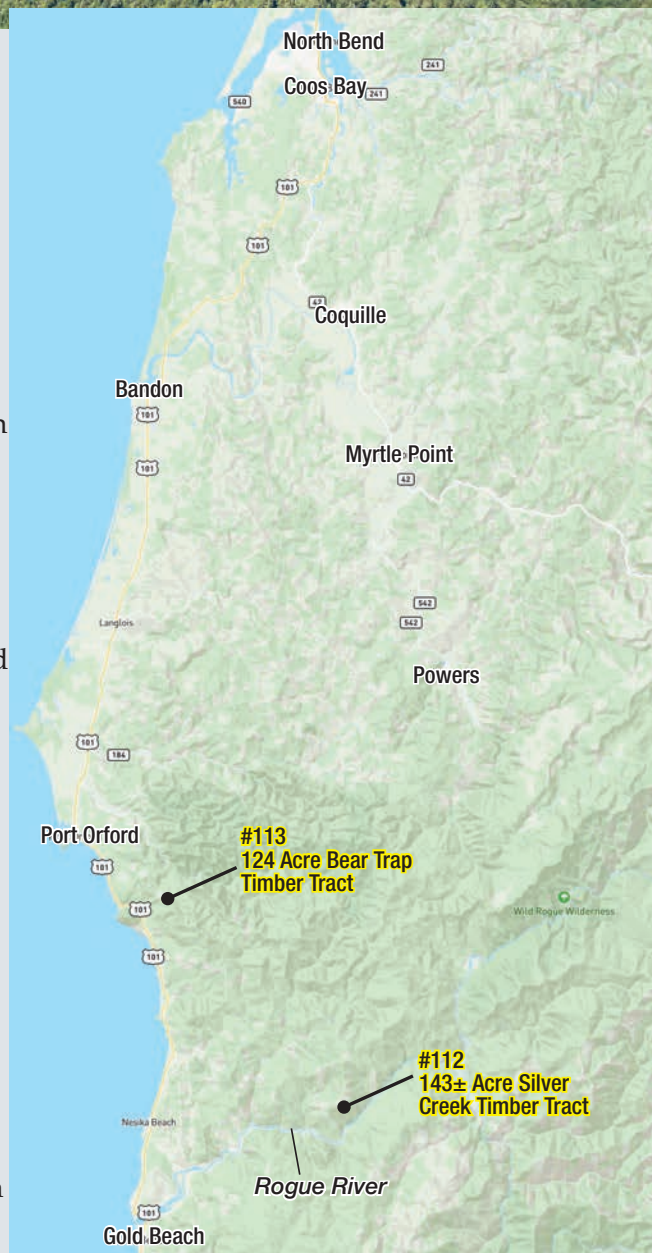 North Bend
241
Coos Bay
241
540
101
101
42
Coquille
Bandon
101
n
Myrtle Point
101
42
542
Langlois
542
d
Powers
101
184
Port Orford
#113
124 Acre Bear Trap
Timber Tract
101
101
Wild Rogue Wilderness
101
#112
143± Acre Silver
Creek Timber Tract
Nesika Beach
Rogue River
101
Gold Beach